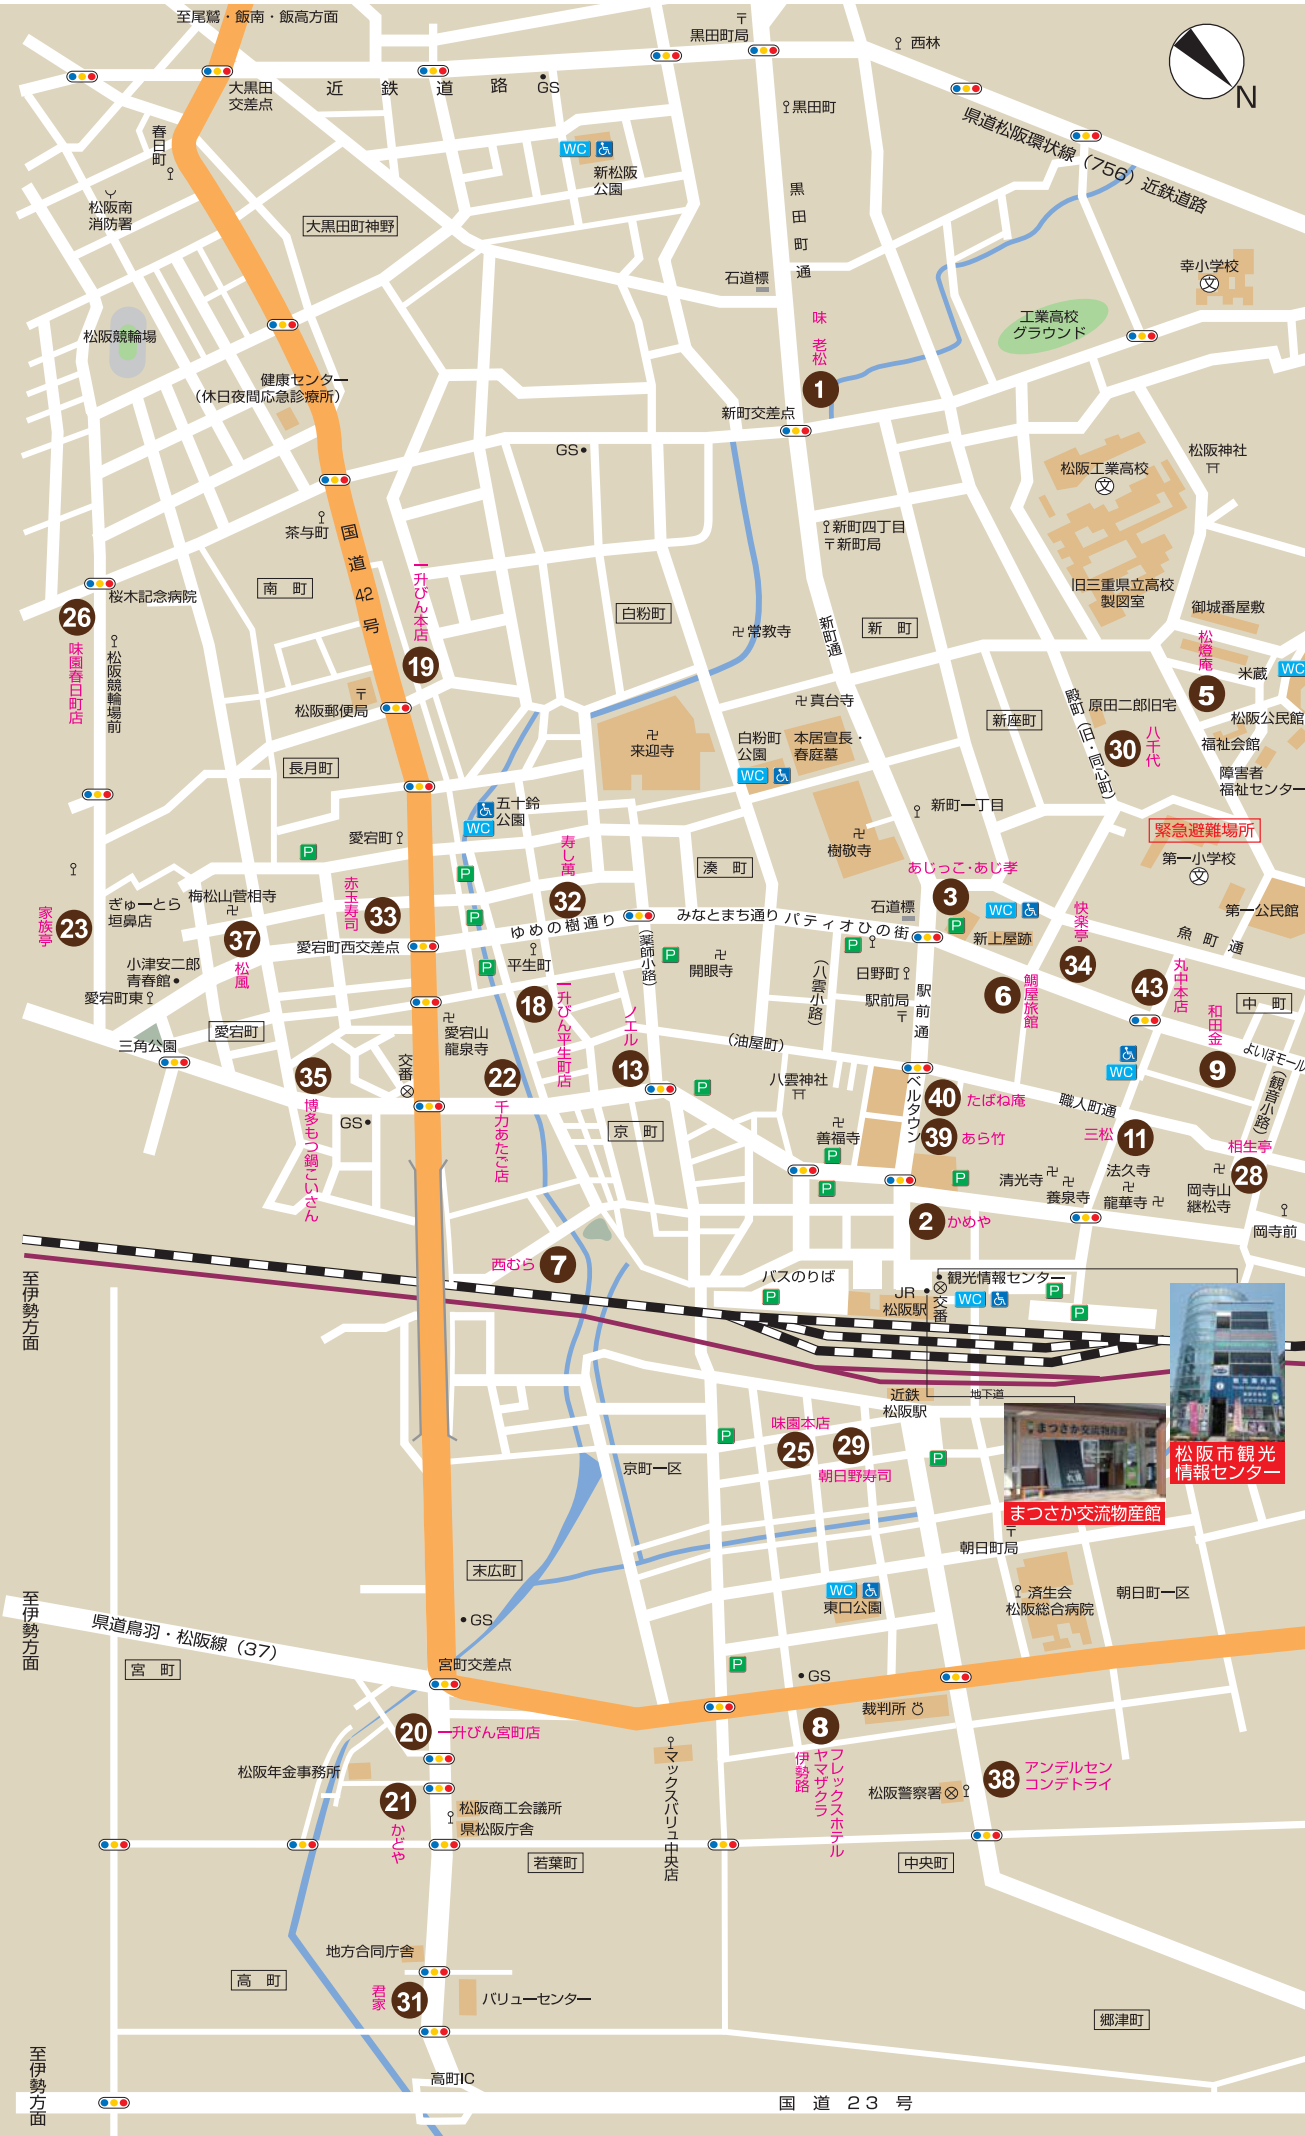 至尾鷲・飯南・飯高方面
〒
黒田町局
西林
N
大黒田
交差点
近鉄道路
GS
春日町
黒田町
県道松阪環状線（756）近鉄道路
WC
新松阪
公園
松阪南
消防署
大黒田町神野
黒田町通
石道標
幸小学校
文
工業高校
グラウンド
松阪競輪場
味 老松
1
健康センター
（休日夜間応急診療所）
新町交差点
GS
松阪工業高校
文
松阪神社
茶与町
国道42号
新町四丁目
〒新町局
旧三重県立高校
製図室
御城番屋敷
桜木記念病院
26
味園春日町店
松阪競輪場前
南 町
一升びん本店
19
白粉町
常教寺
新町通
新 町
松燈庵
5
米蔵
WC
松阪公民館
〒
松阪郵便局
真台寺
新座町
殿町（旧・同心町）
原田二郎旧宅
30
八千代
福祉会館
障害者
福祉センター
来迎寺
白粉町
公園
WC
本居宣長・
春庭墓
長月町
五十鈴
公園
WC
愛宕町
P
新町一丁目
緊急避難場所
第一小学校
文
樹敬寺
寿し萬
32
湊 町
あじっこ・あじ孝
3
P
WC
新上屋跡
石道標
快楽亭
34
第一公民館
魚町通
家族亭
23
ぎゅーとら
垣鼻店
梅松山菅相寺
37
松風
赤玉寿司
33
P
P
愛宕町西交差点
ゆめの樹通り
みなとまち通り
パティオひの街
小津安二郎
青春館
愛宕町東
P
平生町
（薬師小路）
P
開眼寺
P
（八雲小路）
日野町
駅前局
〒
駅前通
6
鯛屋旅館
43
丸中本店
中 町
和田金
9
よいほモール
（観音小路）
愛宕町
三角公園
愛宕山
龍泉寺
18
一升びん平生町店
ノエル
13
（油屋町）
WC
35
博多もつ鍋こいさん
交番
22
千力あたご店
P
八雲神社
ベルタウン
40
たばね庵
職人町通
GS
京 町
善福寺
P
39
あら竹
三松
11
相生亭
28
P
P
清光寺
養泉寺
法久寺
龍華寺
岡寺山
継松寺
岡寺前
2
かめや
西むら
7
バスのりば
P
JR
松阪駅
観光情報センター
交番
WC
P
P
至伊勢方面
近鉄
松阪駅
地下道
まつさか交流物産館
松阪市観光
情報センター
味園本店
25
29
朝日野寿司
P
P
京町一区
〒
朝日町局
末広町
WC
東口公園
済生会
松阪総合病院
朝日町一区
至伊勢方面
県道鳥羽・松阪線（37）
GS
宮 町
宮町交差点
P
GS
20
一升びん宮町店
裁判所
8
フレックスホテル
ヤマザクラ
伊勢路
松阪年金事務所
マックスバリュ中央店
38
アンデルセン
コンデトライ
松阪警察署
21
かどや
松阪商工会議所
県松阪庁舎
若葉町
中央町
地方合同庁舎
高 町
君家
31
バリューセンター
郷津町
至伊勢方面
高町IC
国道23号